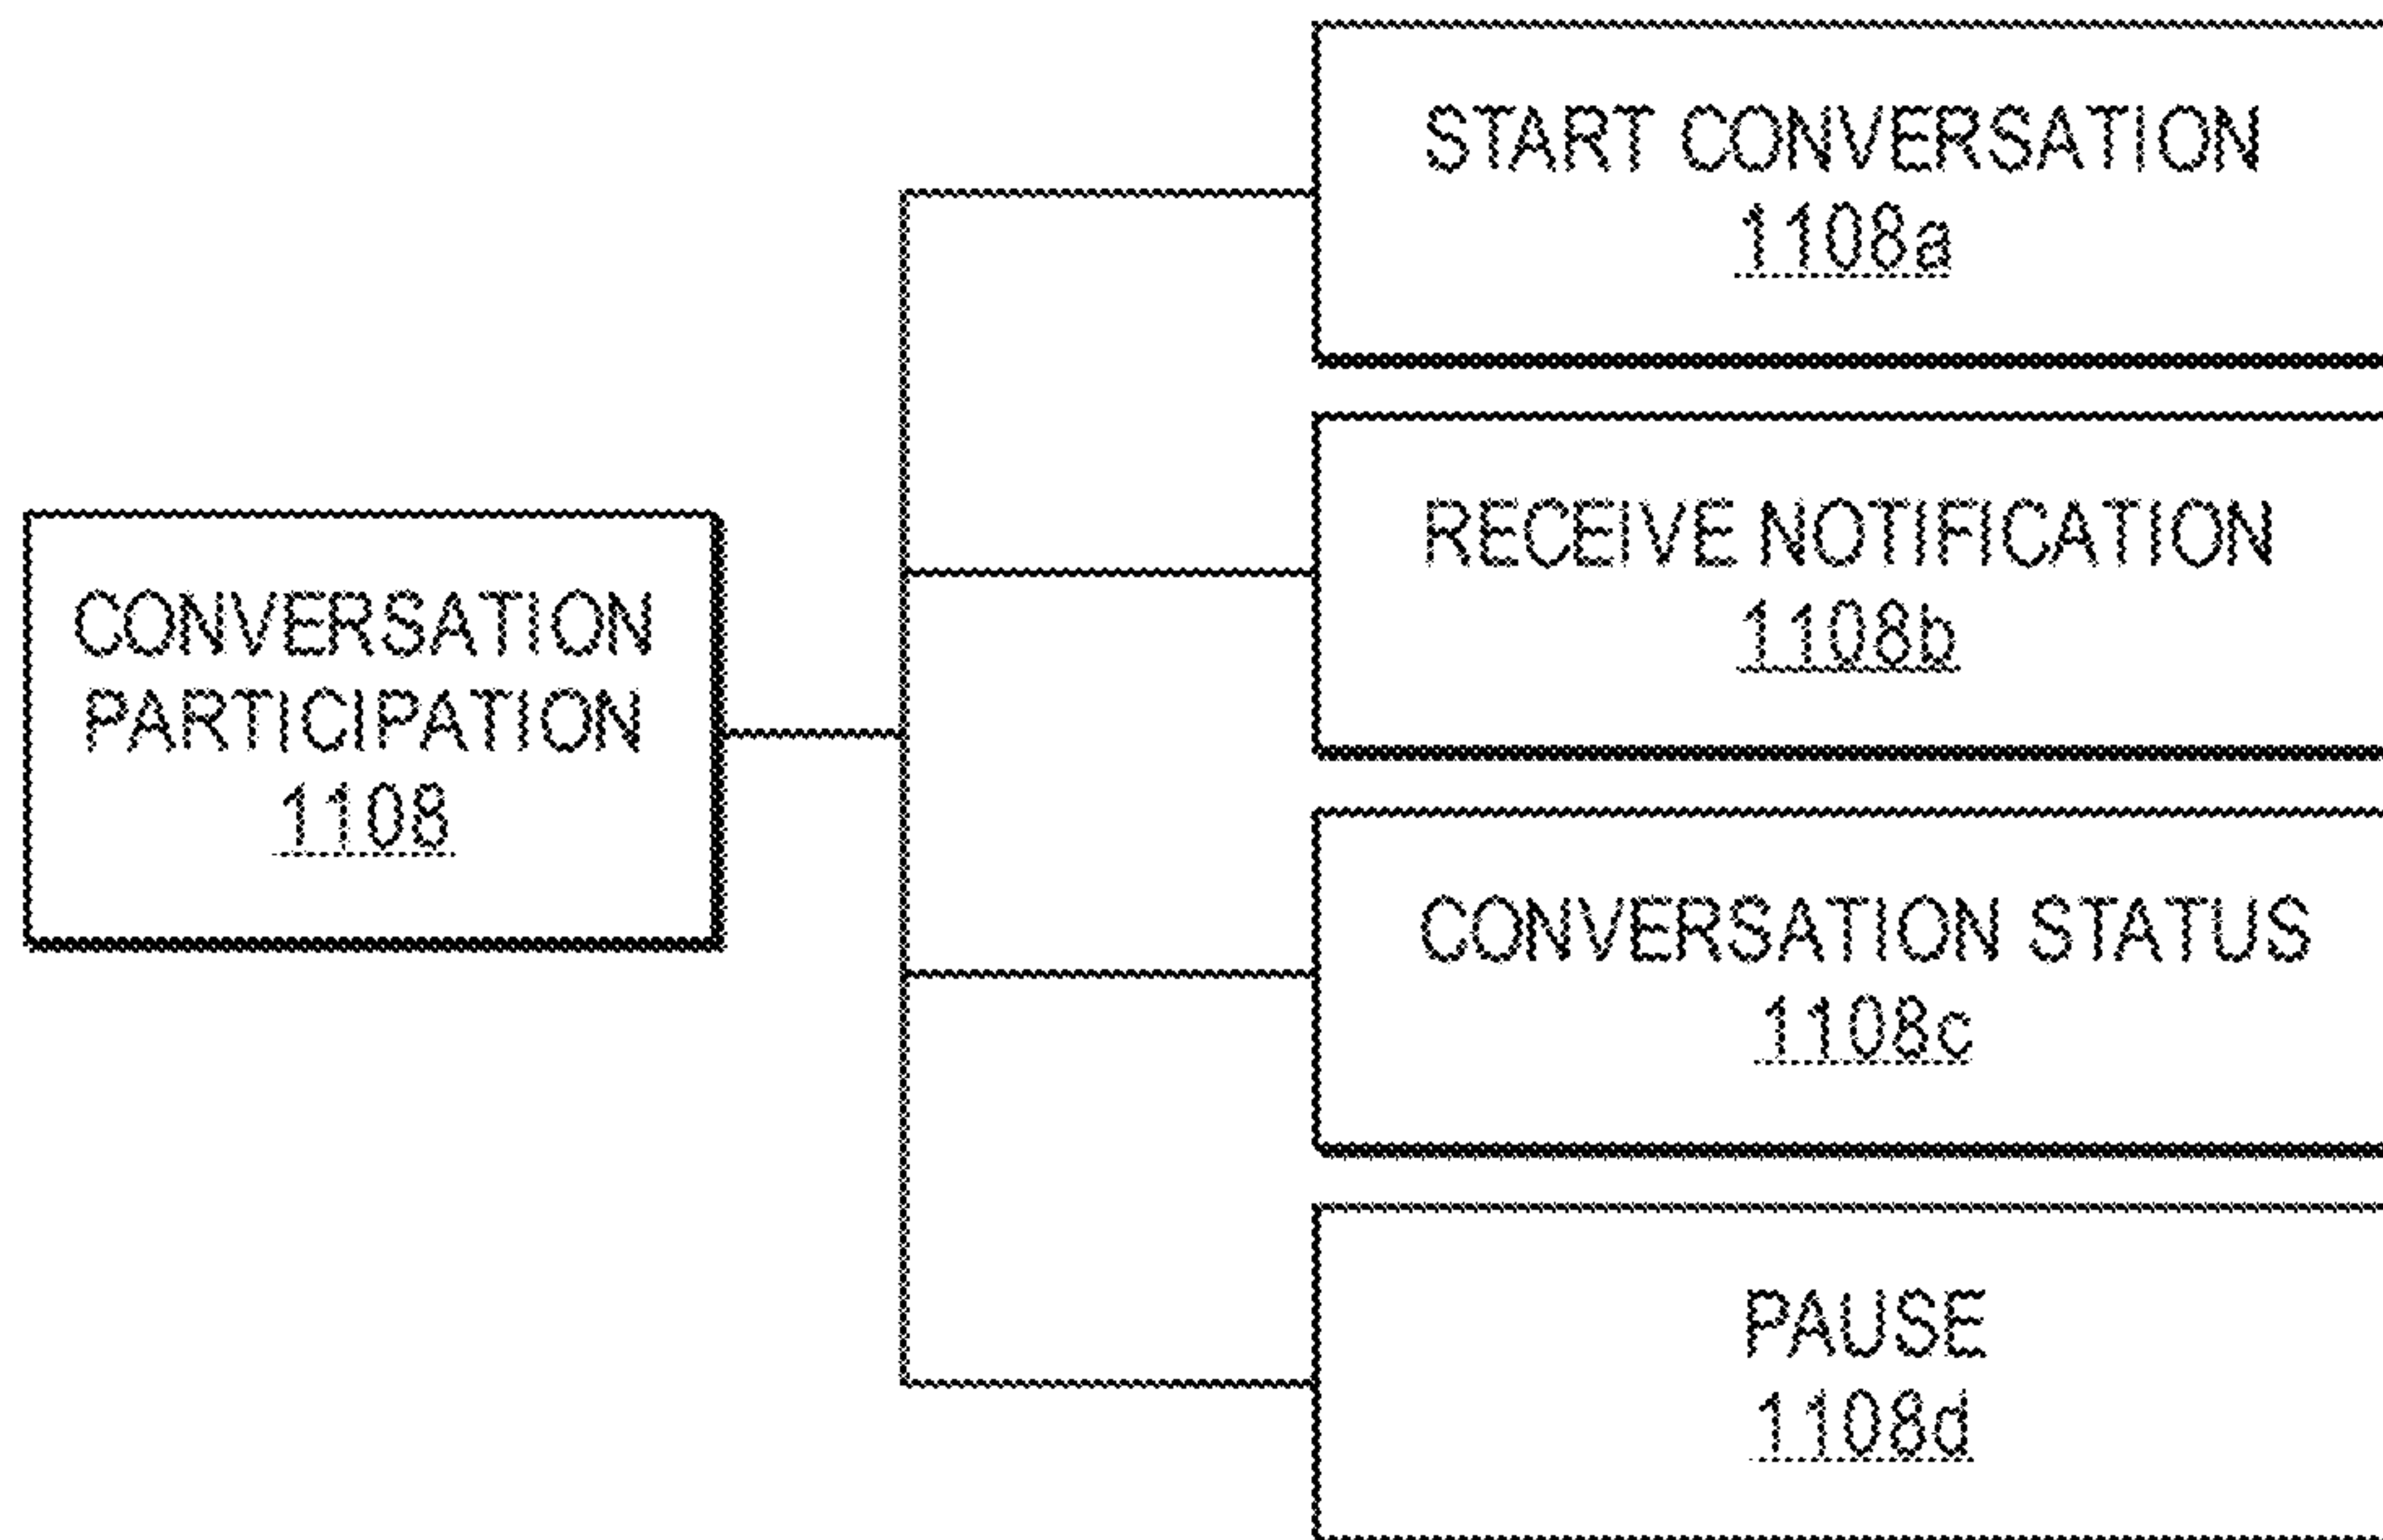 START CONVERSATION
1108a
RECEIVE NOTIFICATION
1108b
CONVERSATION
PARTICIPATION
1108
CONVERSATION STATUS
1108c
PAUSE
1108d